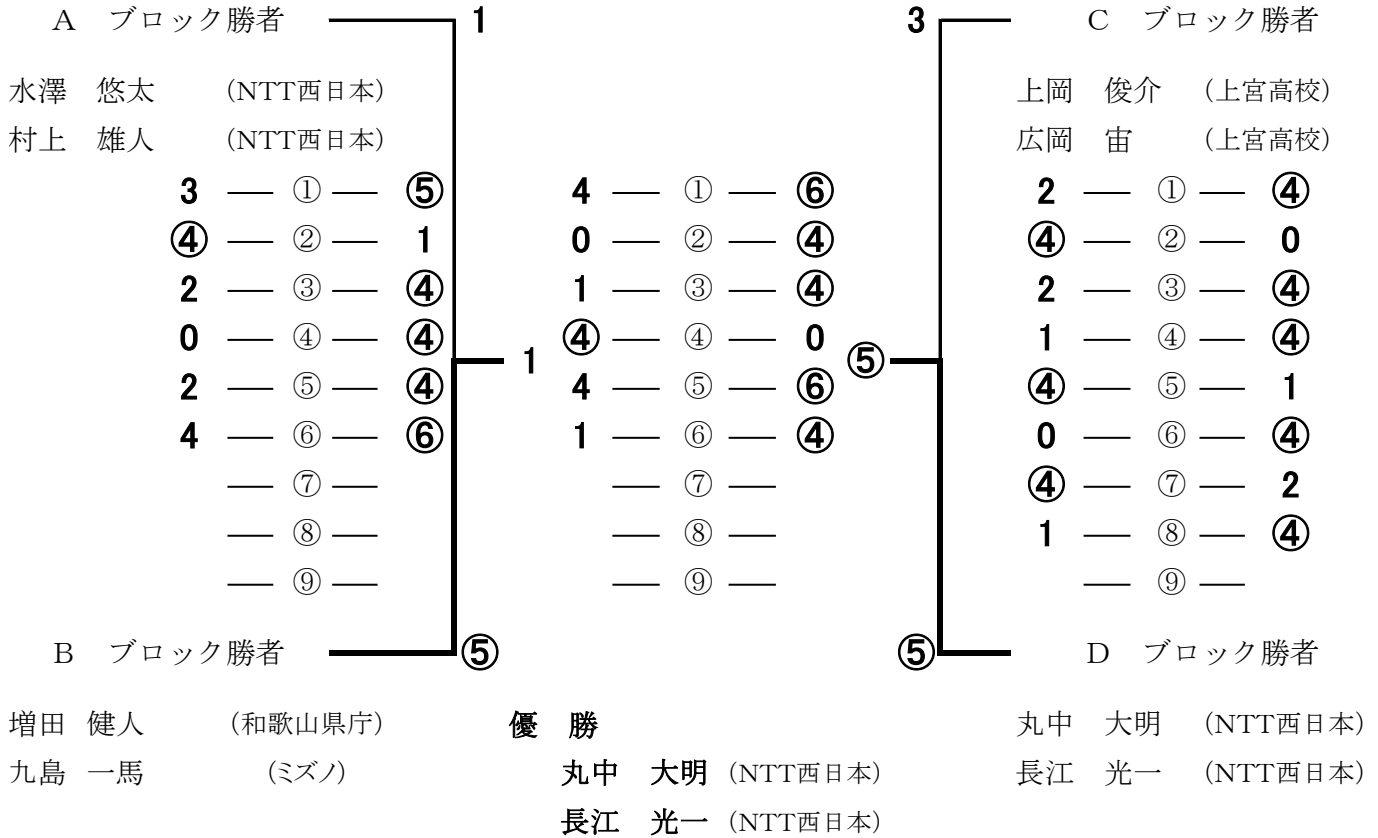 A ブロック勝者 1 3 C ブロック勝者
水澤 悠太 (NTT西日本) 上岡 俊介 (上宮高校)
村上 雄人 (NTT西日本) 広岡 宙 (上宮高校)
3 — ① — ⑤ 4 — ① — ⑥ 2 — ① — ④
④ — ② — 1 0 — ② — ④ ④ — ② — 0
2 — ③ — ④ 1 — ③ — ④ 2 — ③ — ④
0 — ④ — ④ ④ — ④ — 0 1 — ④ — ④
1 ⑤
2 — ⑤ — ④ 4 — ⑤ — ⑥ ④ — ⑤ — 1
4 — ⑥ — ⑥ 1 — ⑥ — ④ 0 — ⑥ — ④
— ⑦ — — ⑦ — ④ — ⑦ — 2
— ⑧ — — ⑧ — 1 — ⑧ — ④
— ⑨ — — ⑨ — — ⑨ —
B ブロック勝者 ⑤ ⑤ D ブロック勝者
増田 健人 (和歌山県庁) 優 勝 丸中 大明 (NTT西日本)
九島 一馬 (ミズノ) 丸中 大明 (NTT西日本) 長江 光一 (NTT西日本)
長江 光一 (NTT西日本)